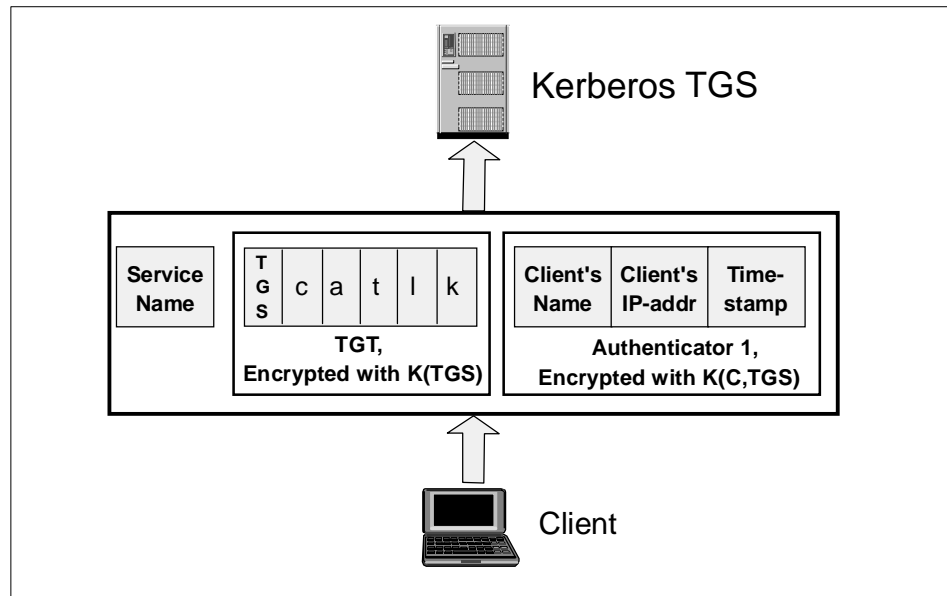 Kerberos TGS
Service
Name
T
G
S
c a t l k
TGT,
Encrypted with K(TGS)
Client's
Name
Client's
IP-addr
Time-
stamp
Authenticator 1,
Encrypted with K(C,TGS)
Client